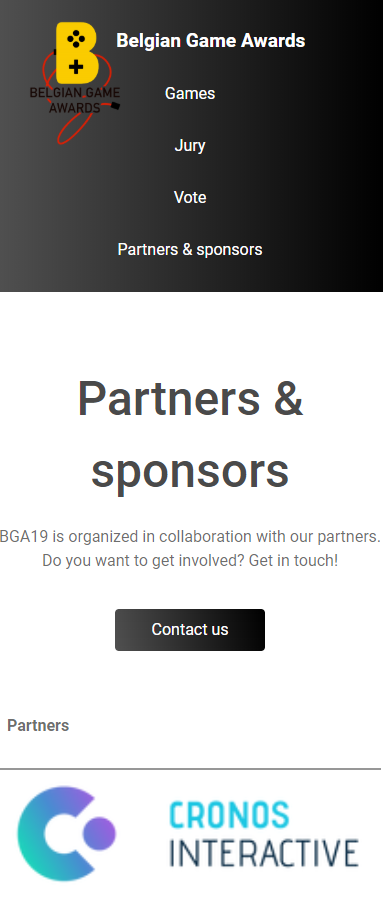 Belgian Game Awards
BELGIAN GAME
AWARDS
Games
Jury
Vote
Partners & sponsors
Partners &
sponsors
BGA19 is organized in collaboration with our partners.
Do you want to get involved? Get in touch!
Contact us
Partners
CRONOS
INTERACTIVE